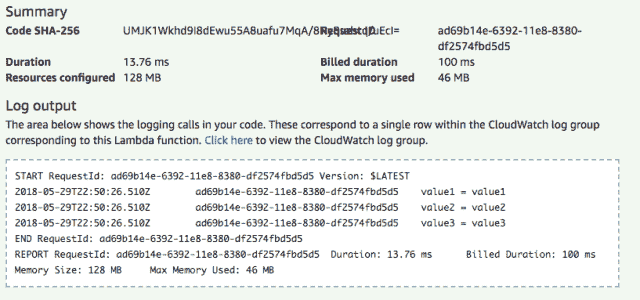 Summary
Code SHA-256 Request ID ad69b14e-6392-11e8-8380-df2574fbd5d5
Duration 13.76 ms Billed duration 100 ms
Resources configured 128 MB Max memory used 46 MB
Log output
The area below shows the logging calls in your code. These correspond to a single row within the CloudWatch log group
corresponding to this Lambda function. Click here to view the CloudWatch log group.
START RequestId: ad69b14e-6392-11e8-8380-df2574fbd5d5 Version: $LATEST
2018-05-29T22:50:26.510Z ad69b14e-6392-11e8-8380-df2574fbd5d5 value1 = value1
2018-05-29T22:50:26.510Z ad69b14e-6392-11e8-8380-df2574fbd5d5 value2 = value2
2018-05-29T22:50:26.510Z ad69b14e-6392-11e8-8380-df2574fbd5d5 value3 = value3
END RequestId: ad69b14e-6392-11e8-8380-df2574fbd5d5
REPORT RequestId: ad69b14e-6392-11e8-8380-df2574fbd5d5 Duration: 13.76 ms Billed Duration: 100 ms
Memory Size: 128 MB Max Memory Used: 46 MB